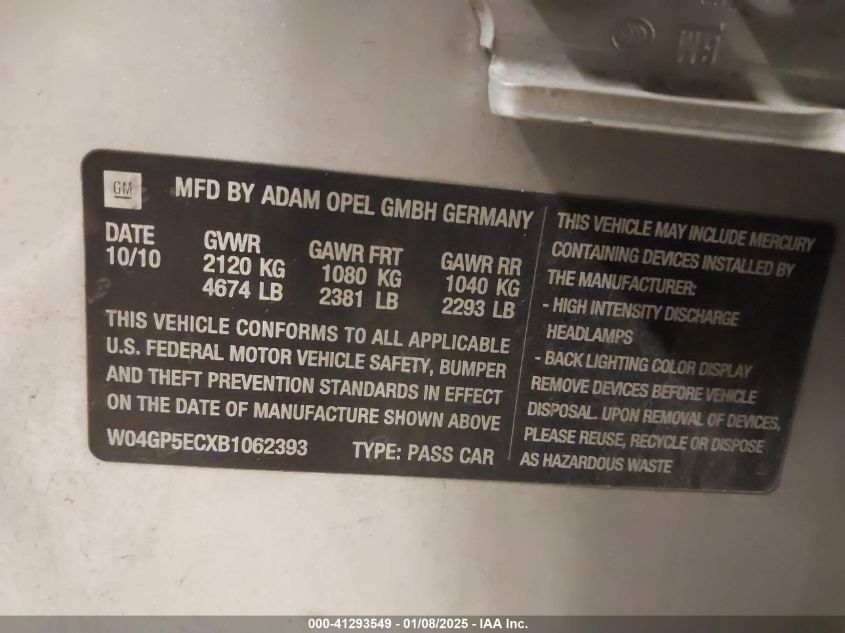 GM
MFD BY ADAM OPEL GMBH GERMANY
DATE
10/10
GVWR
2120 KG
4674 LB
GAWR FRT
1080 KG
2381 LB
GAWR RR
1040 KG
2293 LB
THIS VEHICLE CONFORMS TO ALL APPLICABLE
U.S. FEDERAL MOTOR VEHICLE SAFETY, BUMPER
AND THEFT PREVENTION STANDARDS IN EFFECT
ON THE DATE OF MANUFACTURE SHOWN ABOVE
W04GP5ECXB1062393 TYPE: PASS CAR
THIS VEHICLE MAY INCLUDE MERCURY
CONTAINING DEVICES INSTALLED BY
THE MANUFACTURER:
- HIGH INTENSITY DISCHARGE
HEADLAMPS
- BACK LIGHTING COLOR DISPLAY
REMOVE DEVICES BEFORE VEHICLE
DISPOSAL. UPON REMOVAL OF DEVICES,
PLEASE REUSE, RECYCLE OR DISPOSE
AS HAZARDOUS WASTE
000-41293549 - 01/08/2025 - IAA Inc.